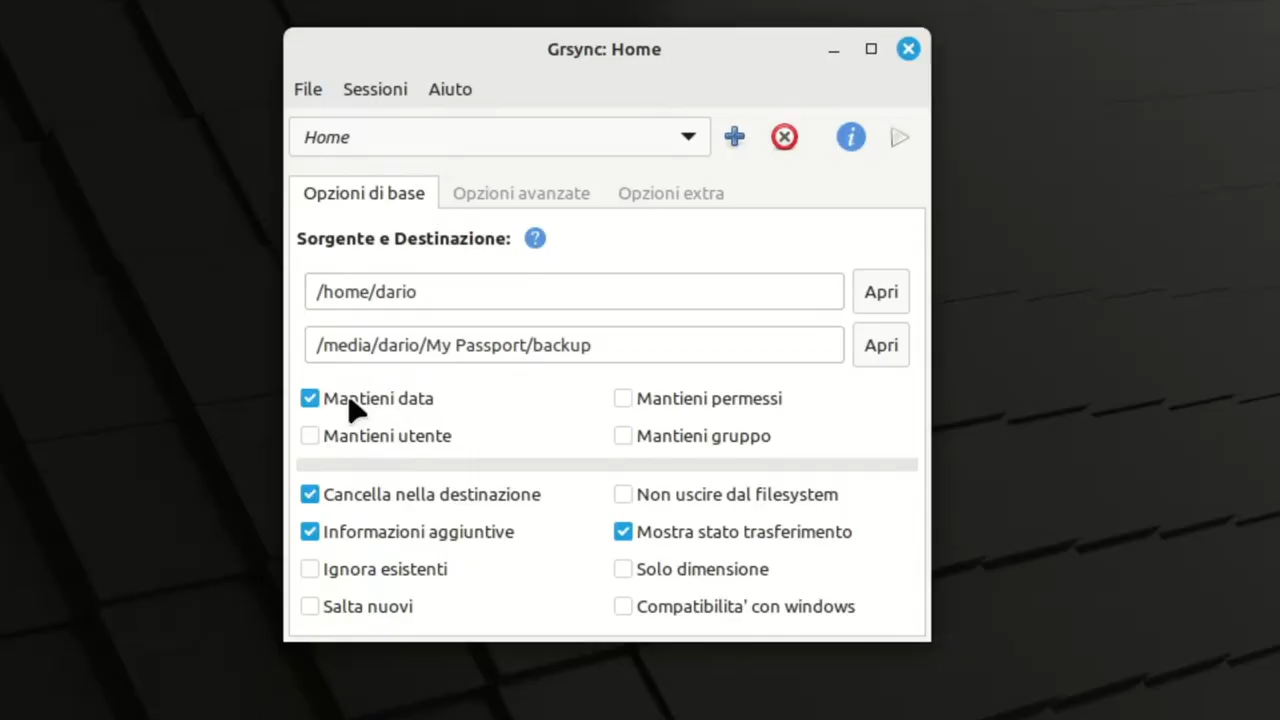 Grsync: Home
File Sessioni Aiuto
Home
Opzioni di base Opzioni avanzate Opzioni extra
Sorgente e Destinazione: ?
/home/dario Apri
/media/dario/My Passport/backup Apri
Mantieni data Mantieni permessi
Mantieni utente Mantieni gruppo
Cancella nella destinazione Non uscire dal filesystem
Informazioni aggiuntive Mostra stato trasferimento
Ignora esistenti Solo dimensione
Salta nuovi Compatibilita' con windows